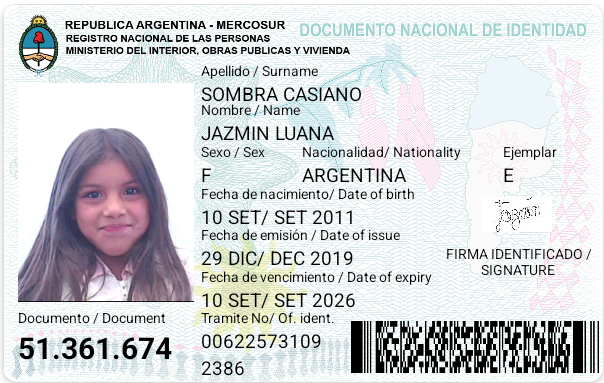 REPUBLICA ARGENTINA - MERCOSUR
REGISTRO NACIONAL DE LAS PERSONAS
MINISTERIO DEL INTERIOR, OBRAS PUBLICAS Y VIVIENDA
DOCUMENTO NACIONAL DE IDENTIDAD
Apellido / Surname
SOMBRA CASIANO
Nombre / Name
JAZMIN LUANA
Sexo / Sex Nacionalidad/ Nationality Ejemplar
F ARGENTINA E
Fecha de nacimiento/ Date of birth
10 SET/ SET 2011
Fecha de emisión / Date of issue
29 DIC/ DEC 2019
Fecha de vencimiento / Date of expiry
10 SET/ SET 2026
FIRMA IDENTIFICADO /
SIGNATURE
Documento / Document
51.361.674
Tramite No/ Of. ident.
00622573109
2386